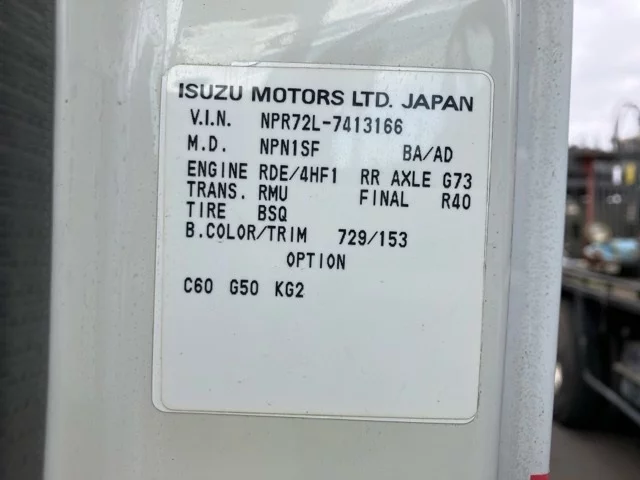 ISUZU MOTORS LTD. JAPAN
V.I.N. NPR72L-7413166
M.D. NPN1SF BA/AD
ENGINE RDE/4HF1 RR AXLE G73
TRANS. RMU FINAL R40
TIRE BSQ
B.COLOR/TRIM 729/153
OPTION
C60 G50 KG2